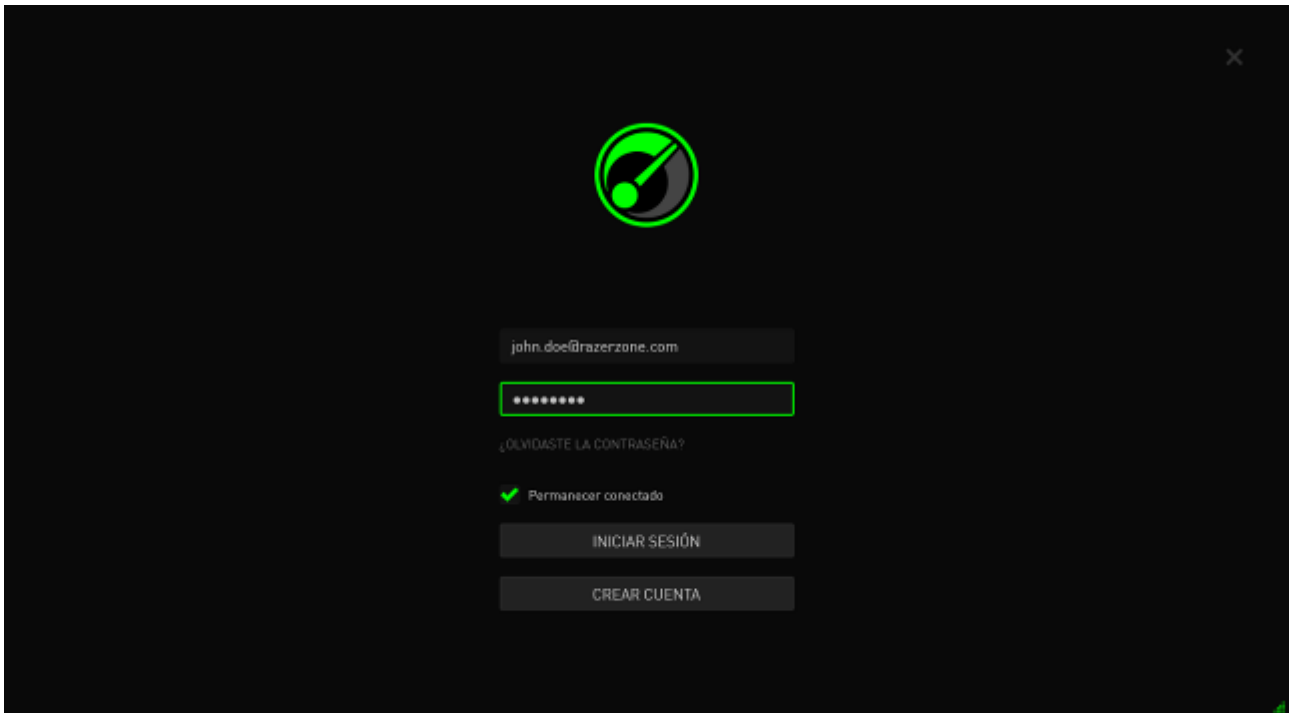 john.doe@razerzone.com
••••••••
¿OLVIDASTE LA CONTRASEÑA?
Permanecer conectado
INICIAR SESIÓN
CREAR CUENTA